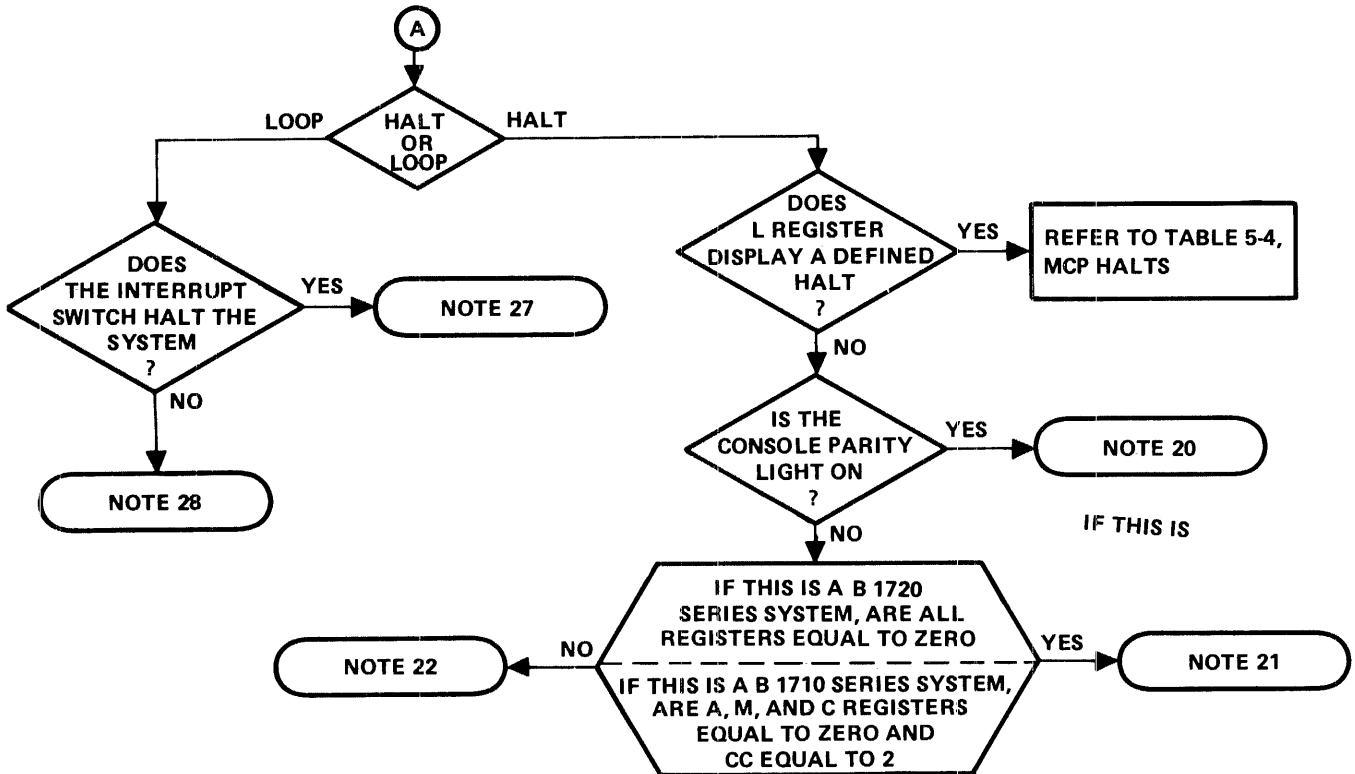 A
LOOP
HALT
OR
LOOP
HALT
DOES
THE INTERRUPT
SWITCH HALT THE
SYSTEM
?
YES
NOTE 27
NO
NOTE 28
DOES
L REGISTER
DISPLAY A DEFINED
HALT
?
YES
REFER TO TABLE 5-4,
MCP HALTS
NO
IS THE
CONSOLE PARITY
LIGHT ON
?
YES
NOTE 20
IF THIS IS
NO
IF THIS IS A B 1720
SERIES SYSTEM, ARE ALL
REGISTERS EQUAL TO ZERO
IF THIS IS A B 1710 SERIES SYSTEM,
ARE A, M, AND C REGISTERS
EQUAL TO ZERO AND
CC EQUAL TO 2
NO
NOTE 22
YES
NOTE 21